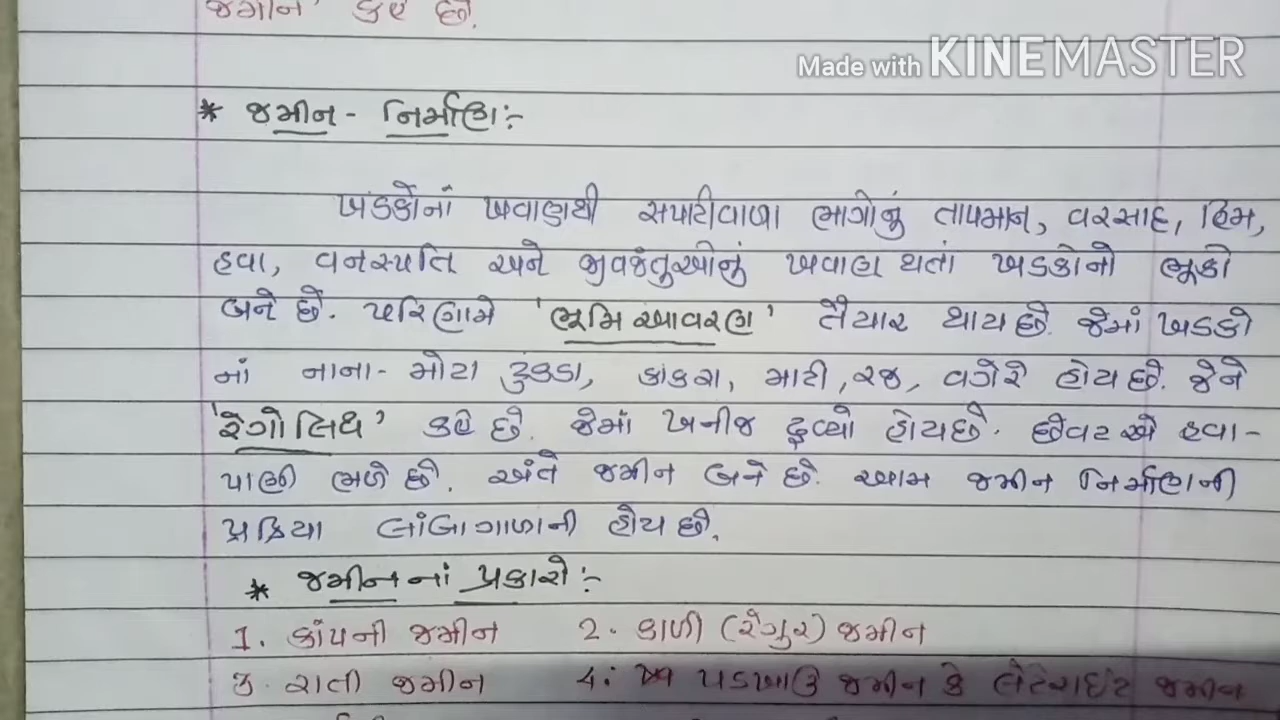 જમીન' કહે છે.
Made with KINEMASTER
* જમીન - નિર્માણ :-
ખડકોનાં ખવાણથી સપાટીવાળા ભાગોનું તાપમાન, વરસાદ, હિમ,
હવા, વનસ્પતિ અને જીવજંતુઓનું ખવાણ થતાં ખડકોનો ભૂકો
બને છે. પરિણામે 'ભૂમિ આવરણ' તૈયાર થાય છે. જેમાં ખડકો
નાં નાના - મોટા ટુકડા, કાંકરા, માટી, રજ, વગેરે હોય છે. જેને
'રેગોલિથ' કહે છે. જેમાં ખનીજ દ્રવ્યો હોય છે. છેવટ એ હવા -
પાણી ભળે છે. અંતે જમીન બને છે. આમ જમીન નિર્માણની
પ્રક્રિયા લાંબાગાળાની હોય છે.
* જમીનનાં પ્રકારો :-
1. કાંપની જમીન 2. કાળી (રેગુર) જમીન
3. રાતી જમીન 4. પડખાઉ જમીન કે લેટેરાઈટ જમીન